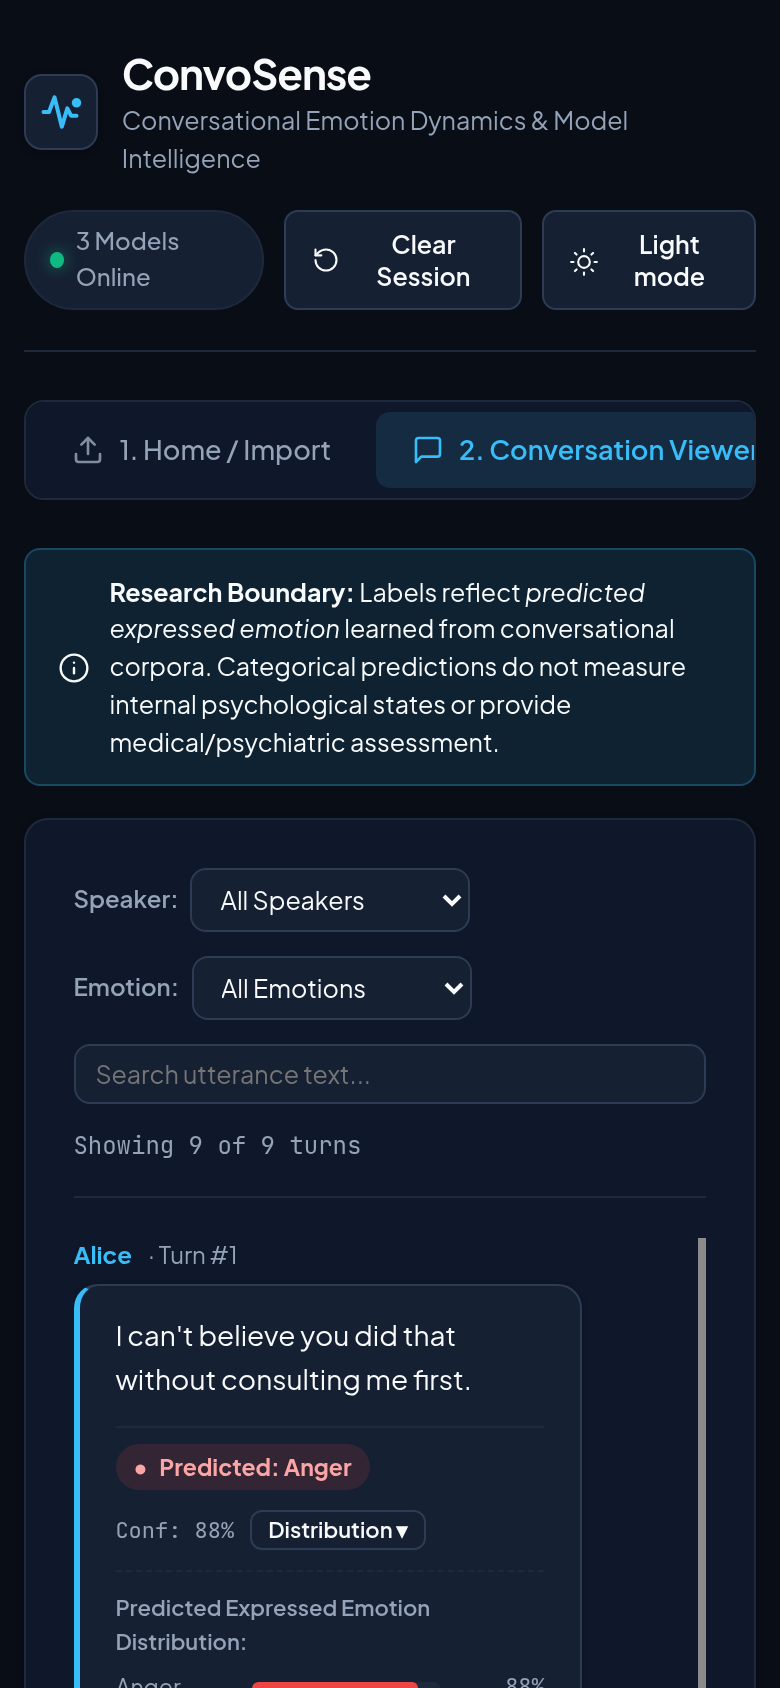 ConvoSense
Conversational Emotion Dynamics & Model
Intelligence
3 Models
Online
Clear
Session
Light
mode
1. Home / Import
2. Conversation Viewer
Research Boundary: Labels reflect predicted
expressed emotion learned from conversational
corpora. Categorical predictions do not measure
internal psychological states or provide
medical/psychiatric assessment.
Speaker: All Speakers
Emotion: All Emotions
Search utterance text...
Showing 9 of 9 turns
Alice · Turn #1
I can't believe you did that
without consulting me first.
● Predicted: Anger
Conf: 88% Distribution ▾
Predicted Expressed Emotion
Distribution:
Anger 88%